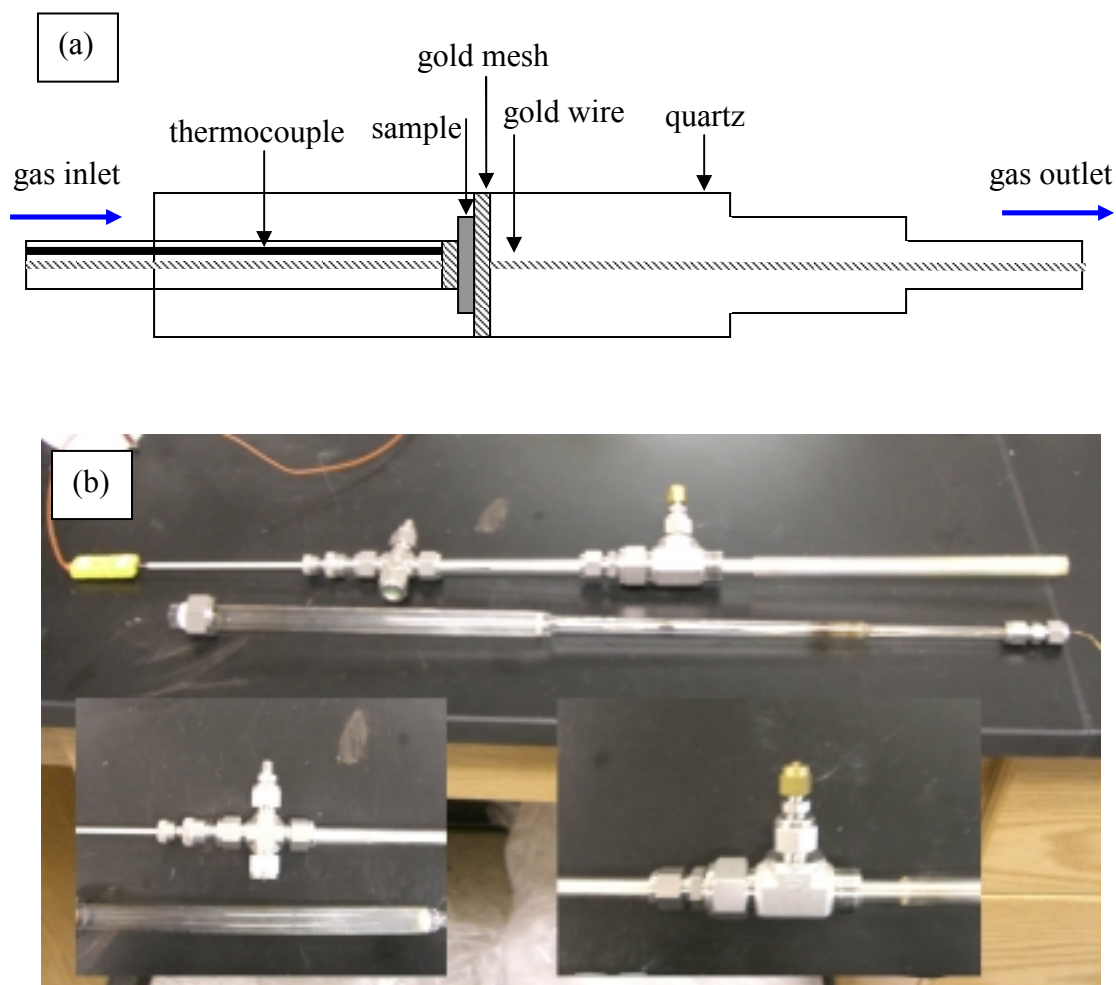 (a)
gold mesh
gold wire
quartz
sample
thermocouple
gas inlet
gas outlet
(b)